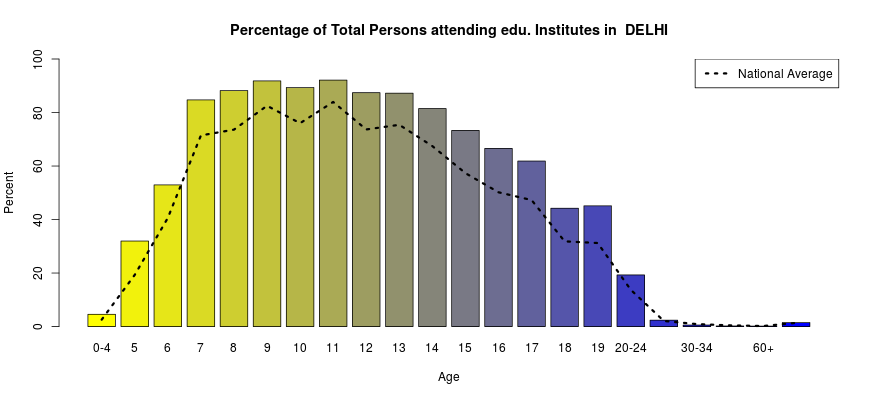 Percentage of Total Persons attending edu. Institutes in  DELHI
National Average
Percent
100
80
60
40
20
0
0-4 5 6 7 8 9 10 11 12 13 14 15 16 17 18 19 20-24 30-34 60+
Age